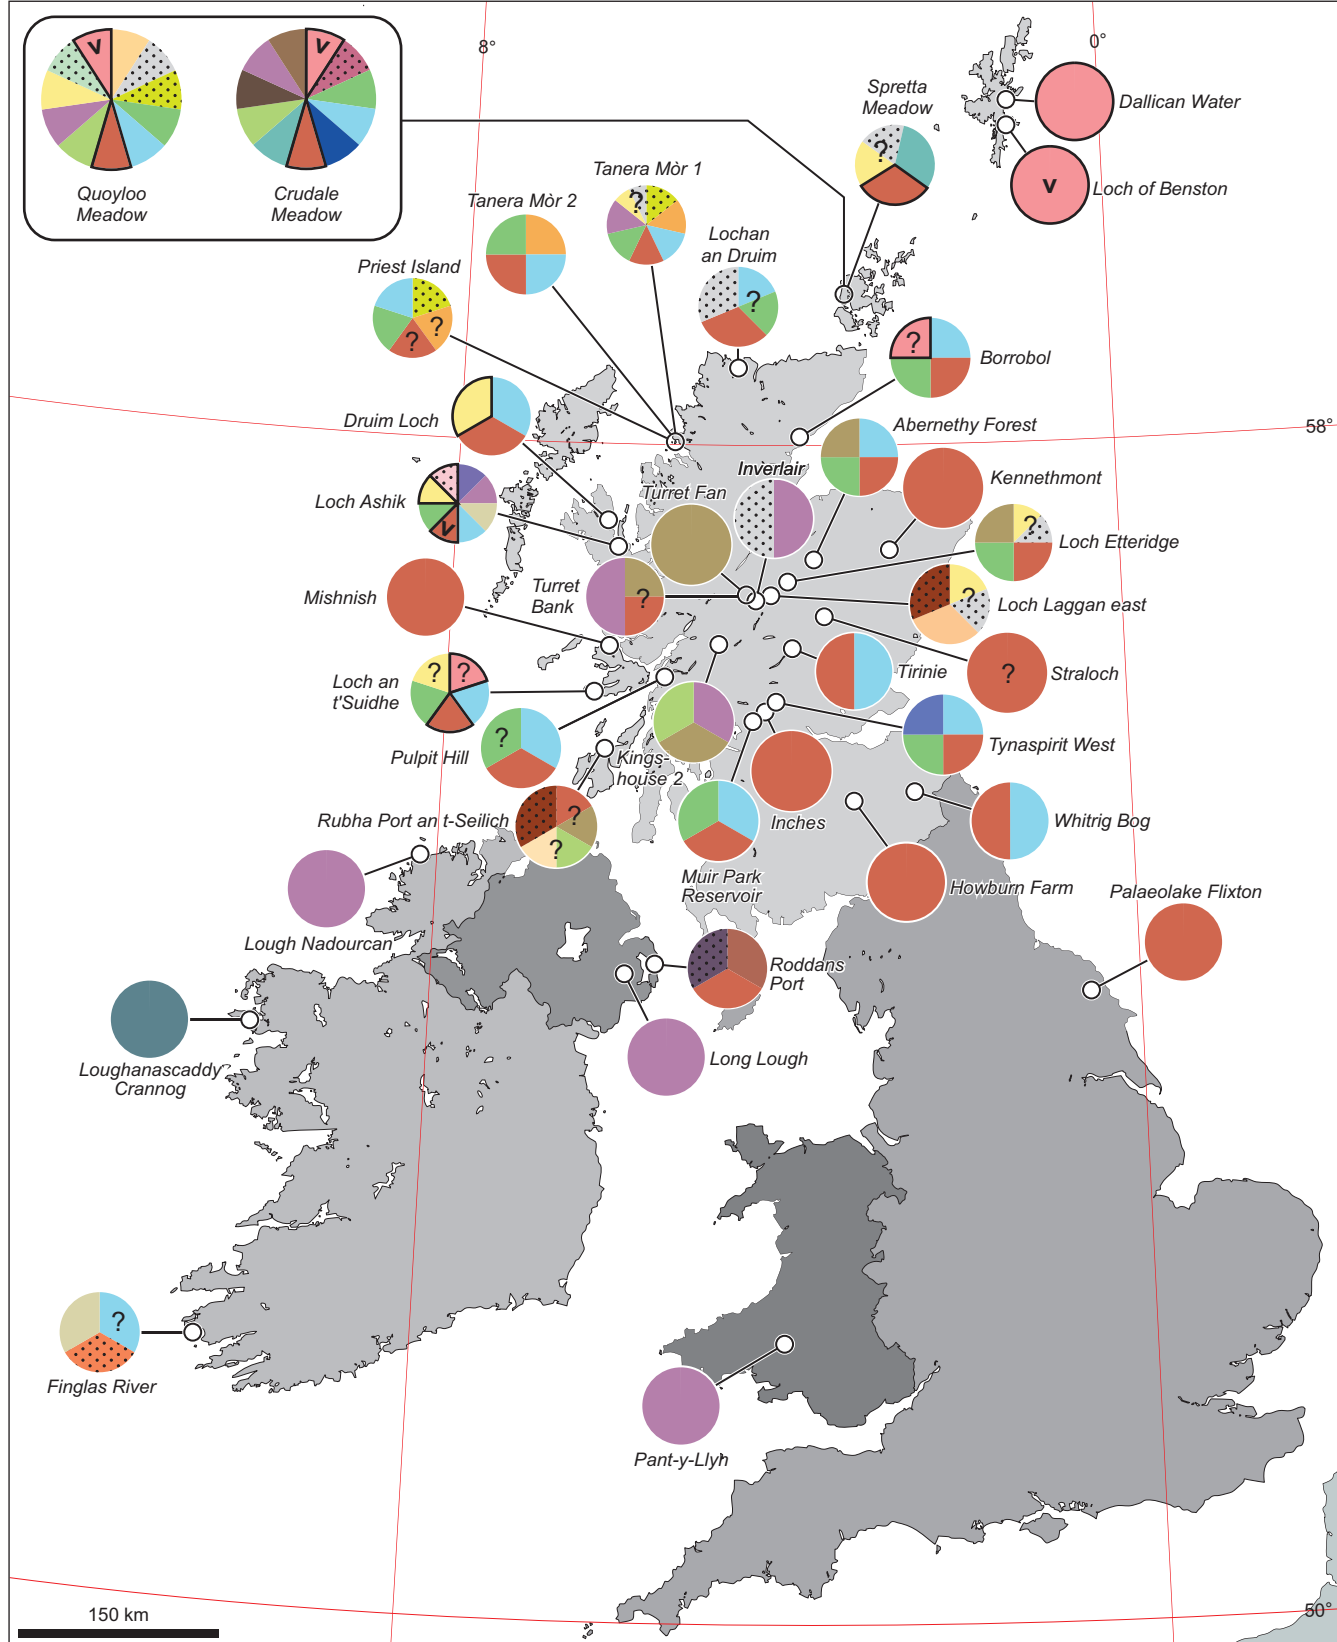 8°
0°
v
v
Quoyloo
Meadow
Crudale
Meadow
Spretta
Meadow
?
Dallican Water
v
Loch of Benston
Tanera Mòr 1
?
Tanera Mòr 2
Lochan
an Druim
?
Priest Island
?
?
?
Borrobol
Druim Loch
58°
Abernethy Forest
Inverlair
Kennethmont
Turret Fan
Loch Ashik
v
?
Loch Etteridge
Mishnish
Turret
Bank
?
?
Loch Laggan east
?
?
Loch an
t'Suidhe
Tirinie
?
Straloch
?
Pulpit Hill
Kings-
house 2
Tynaspirit West
Rubha Port an t-Seilich
?
?
Inches
Whitrig Bog
Muir Park
Reservoir
Howburn Farm
Palaeolake Flixton
Lough Nadourcan
Roddans
Port
Long Lough
Loughanascaddy
Crannog
?
Finglas River
Pant-y-Llyn
150 km
50°